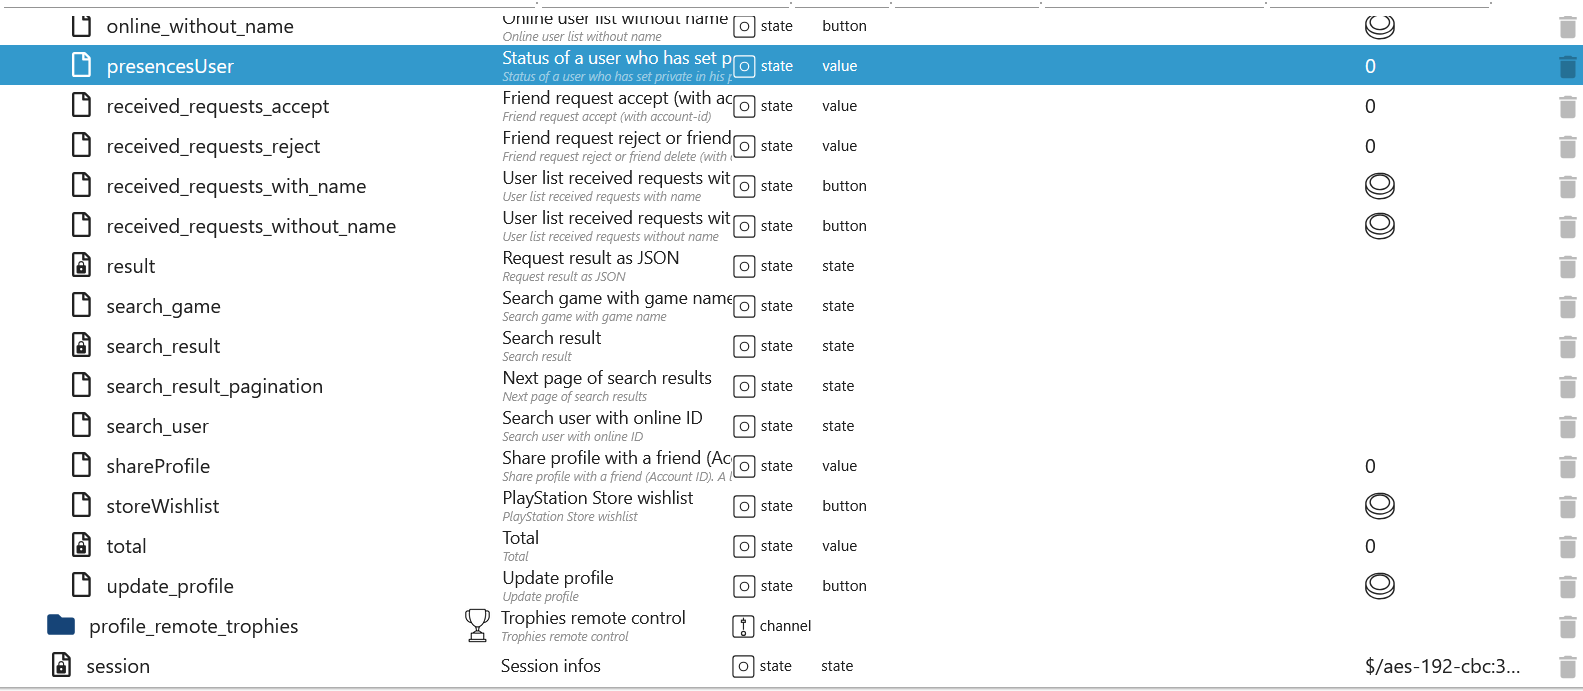 online_without_name Online user list without name state button
Online user list without name
presencesUser Status of a user who has set p state value 0
Status of a user who has set private in his p
received_requests_accept Friend request accept (with ac state value 0
Friend request accept (with account-id)
received_requests_reject Friend request reject or friend state value 0
Friend request reject or friend delete (with
received_requests_with_name User list received requests wit state button
User list received requests with name
received_requests_without_name User list received requests wit state button
User list received requests without name
result Request result as JSON state state
Request result as JSON
search_game Search game with game name state state
Search game with game name
search_result Search result state state
Search result
search_result_pagination Next page of search results state state
Next page of search results
search_user Search user with online ID state state
Search user with online ID
shareProfile Share profile with a friend (Ac state value 0
Share profile with a friend (Account ID). A
storeWishlist PlayStation Store wishlist state button
PlayStation Store wishlist
total Total state value 0
Total
update_profile Update profile state button
Update profile
profile_remote_trophies Trophies remote control channel
Trophies remote control
session Session infos state state $/aes-192-cbc:3...